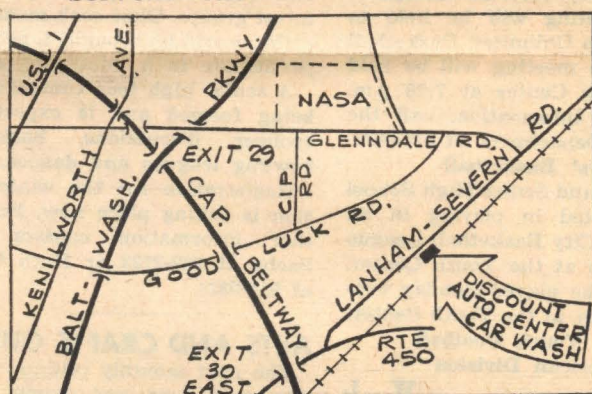 U.S. 1
KENILWORTH AVE.
BALT-WASH. PKWY.
NASA
GLENNDALE RD.
EXIT 29
CIPP. RD.
CAP. BELTWAY
GOOD LUCK RD.
LANHAM-SEVERN RD.
DISCOUNT
AUTO CENTER
CAR WASH
RTE
450
EXIT
30
EAST